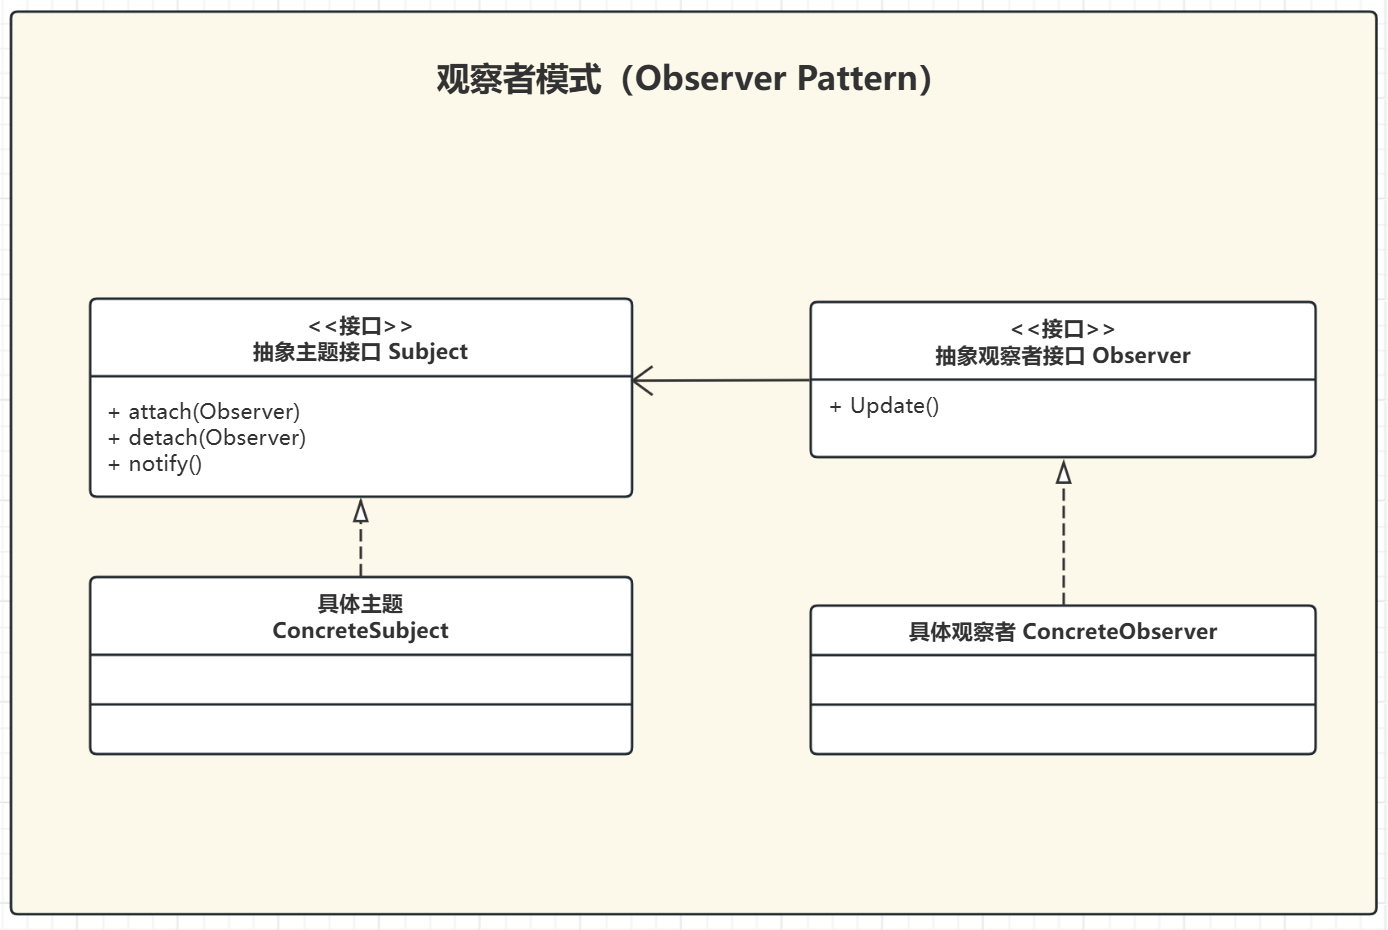 观察者模式（Observer Pattern）
<<接口>>
抽象主题接口 Subject
+ attach(Observer)
+ detach(Observer)
+ notify()
<<接口>>
抽象观察者接口 Observer
+ Update()
具体主题
ConcreteSubject
具体观察者 ConcreteObserver